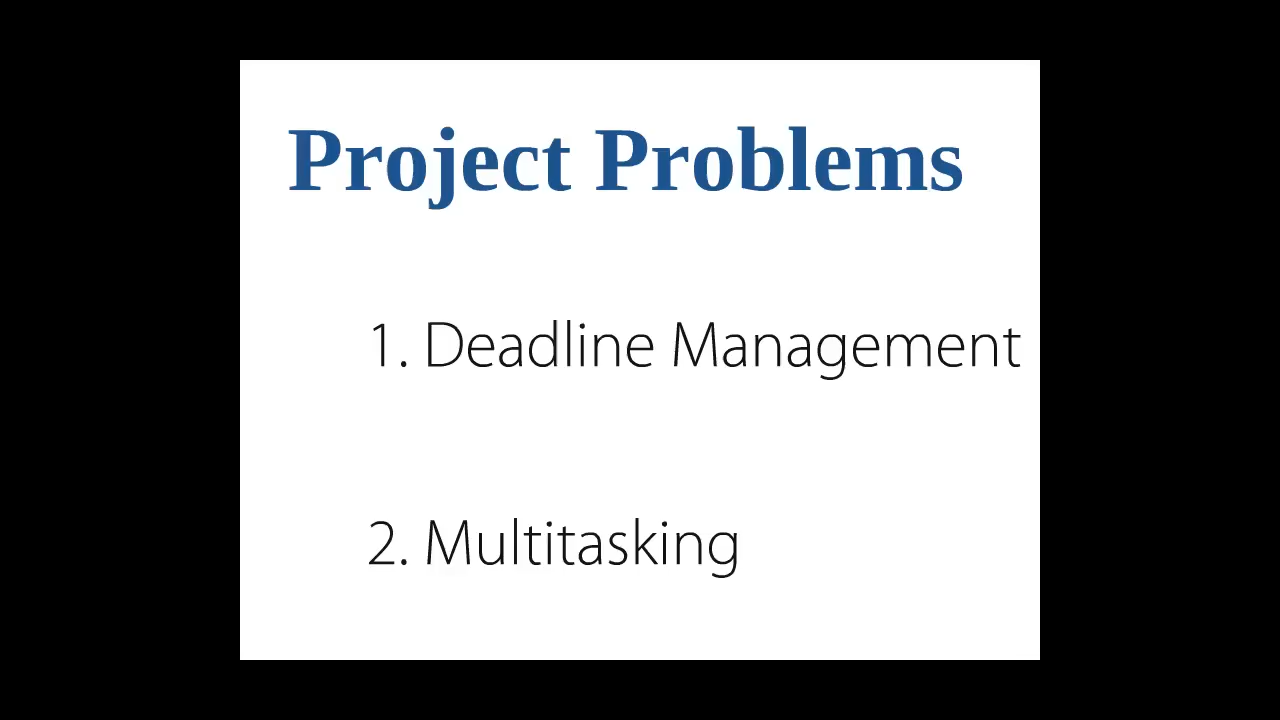 Project Problems
1. Deadline Management
2. Multitasking